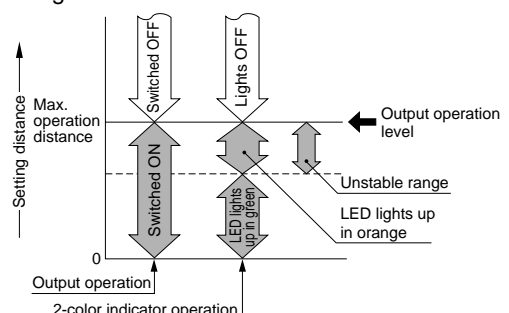 Switched OFF
Lights OFF
Setting distance
Max.
operation
distance
Output operation
level
Switched ON
LED lights
up in green
Unstable range
LED lights up
in orange
0
Output operation
2-color indicator operation